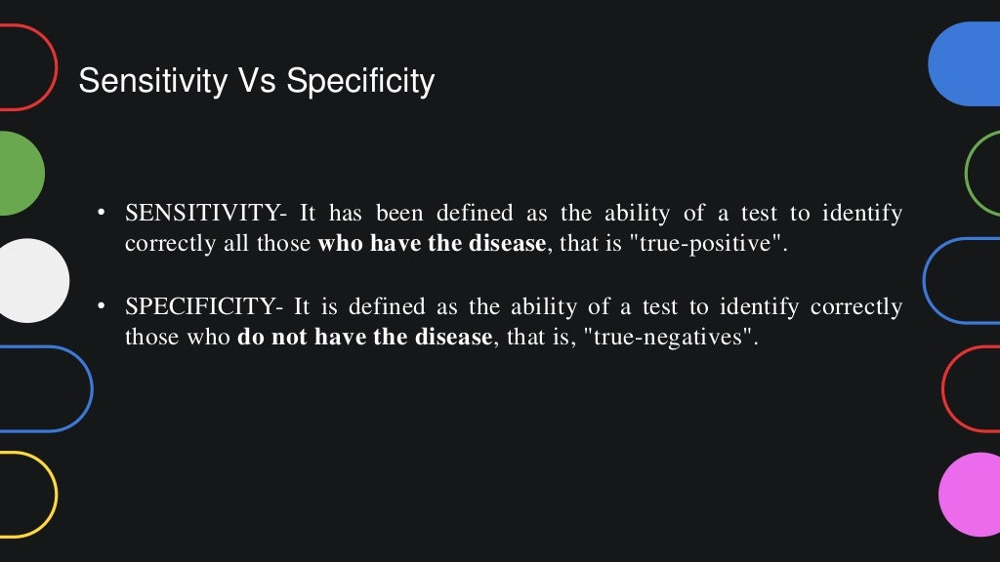 Sensitivity Vs Specificity
• SENSITIVITY- It has been defined as the ability of a test to identify
correctly all those who have the disease, that is "true-positive".
• SPECIFICITY- It is defined as the ability of a test to identify correctly
those who do not have the disease, that is, "true-negatives".